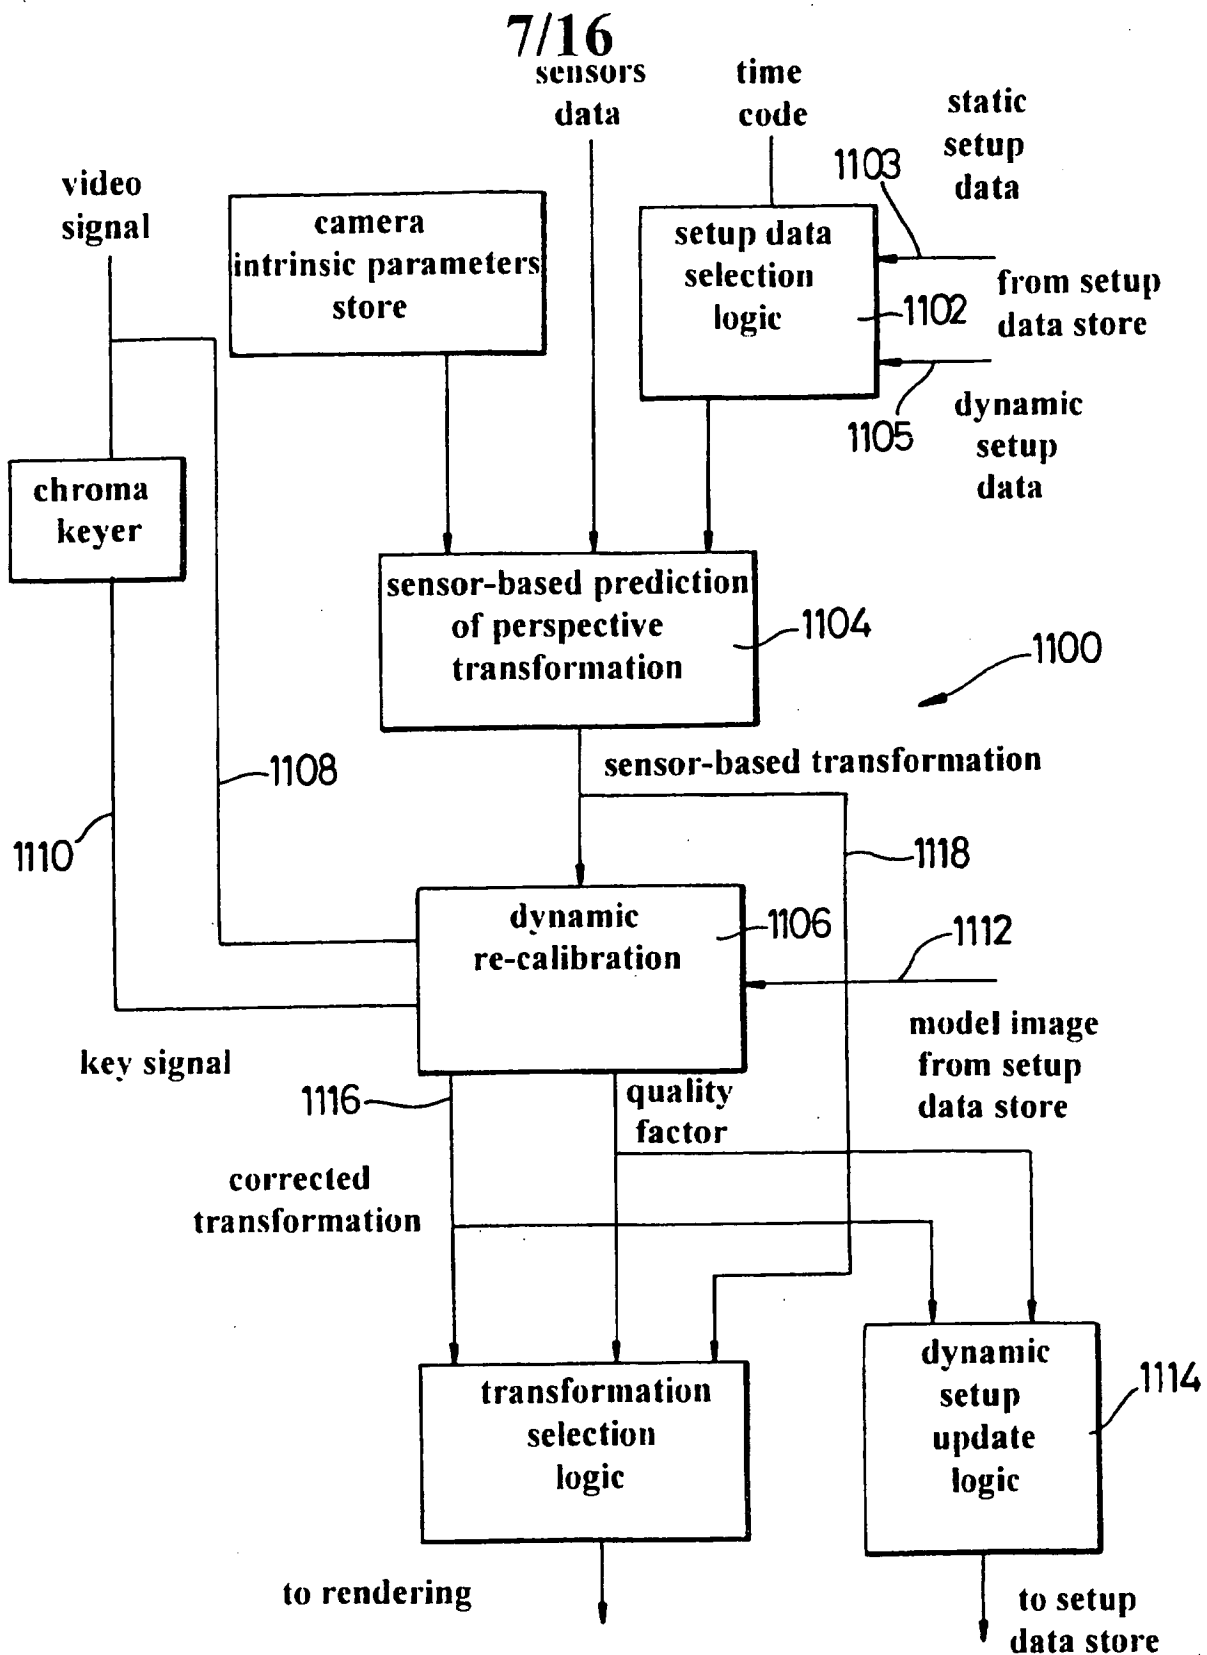 7/16
sensors
data
time
code
static
setup
data
1103
video
signal
camera
intrinsic parameters
store
setup data
selection
logic
1102
from setup
data store
1105
dynamic
setup
data
chroma
keyer
sensor-based prediction
of perspective
transformation
1104
1100
sensor-based transformation
1108
1110
1118
dynamic
re-calibration
1106
1112
model image
from setup
data store
key signal
1116
quality
factor
corrected
transformation
transformation
selection
logic
dynamic
setup
update
logic
1114
to rendering
to setup
data store